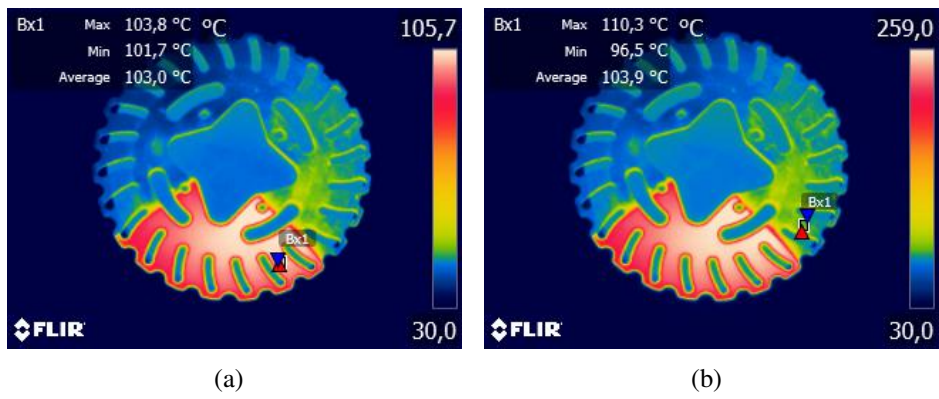 Bx1 Max 103,8 °C °C 105,7
Min 101,7 °C
Average 103,0 °C
Bx1
FLIR 30,0
(a)
Bx1 Max 110,3 °C °C 259,0
Min 96,5 °C
Average 103,9 °C
Bx1
FLIR 30,0
(b)